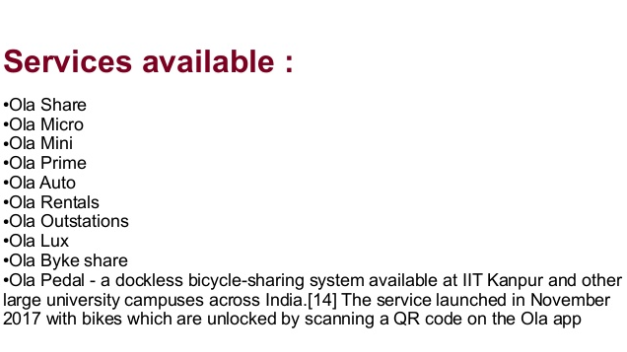 Services available :
•Ola Share
•Ola Micro
•Ola Mini
•Ola Prime
•Ola Auto
•Ola Rentals
•Ola Outstations
•Ola Lux
•Ola Byke share
•Ola Pedal - a dockless bicycle-sharing system available at IIT Kanpur and other
large university campuses across India.[14] The service launched in November
2017 with bikes which are unlocked by scanning a QR code on the Ola app